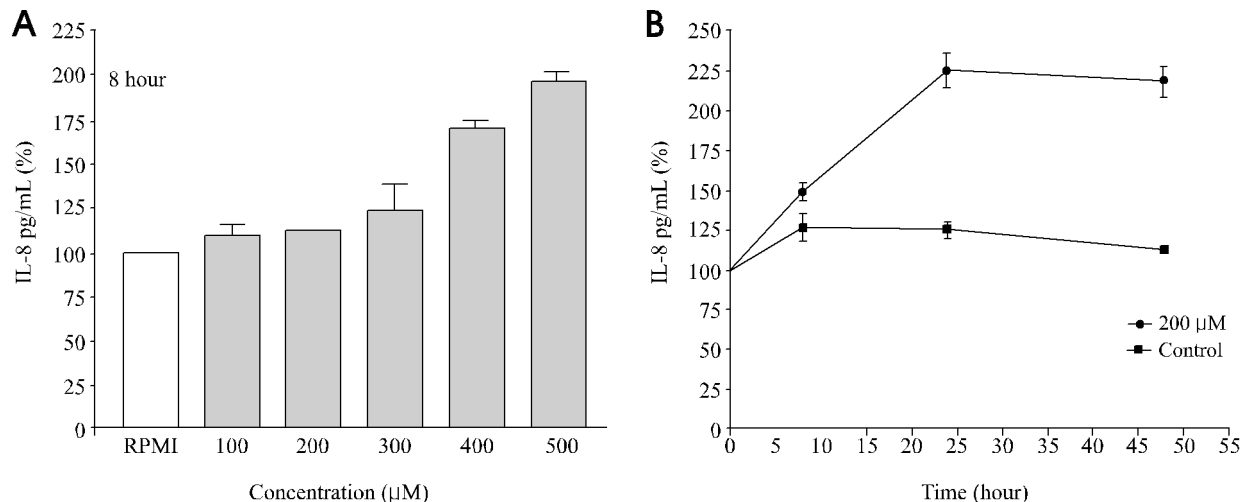 A
IL-8 pg/mL (%)
225
200
175
150
125
100
75
50
25
0
8 hour
RPMI 100 200 300 400 500
Concentration (μM)
B
IL-8 pg/mL (%)
250
225
200
175
150
125
100
75
50
25
0
200 μM
Control
0 5 10 15 20 25 30 35 40 45 50 55
Time (hour)